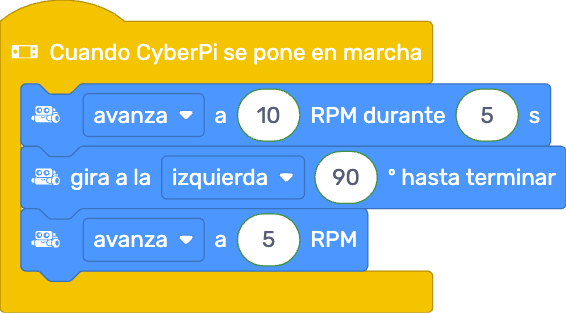 Cuando CyberPi se pone en marcha
avanza a 10 RPM durante 5 s
gira a la izquierda 90 ° hasta terminar
avanza a 5 RPM